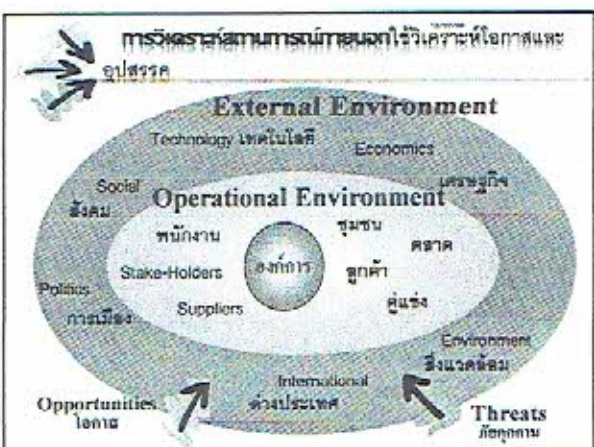 การวิเคราะห์สถานการณ์ภายนอกใช้วิเคราะห์โอกาสและ
อุปสรรค
External Environment
Technology เทคโนโลยี
Economics
เศรษฐกิจ
Social
สังคม
Operational Environment
พนักงาน
ชุมชน
ตลาด
Stake-Holders
องค์การ
ลูกค้า
Suppliers
คู่แข่ง
Politics
การเมือง
Environment
สิ่งแวดล้อม
International
ต่างประเทศ
Opportunities
โอกาส
Threats
ภัยคุกคาม